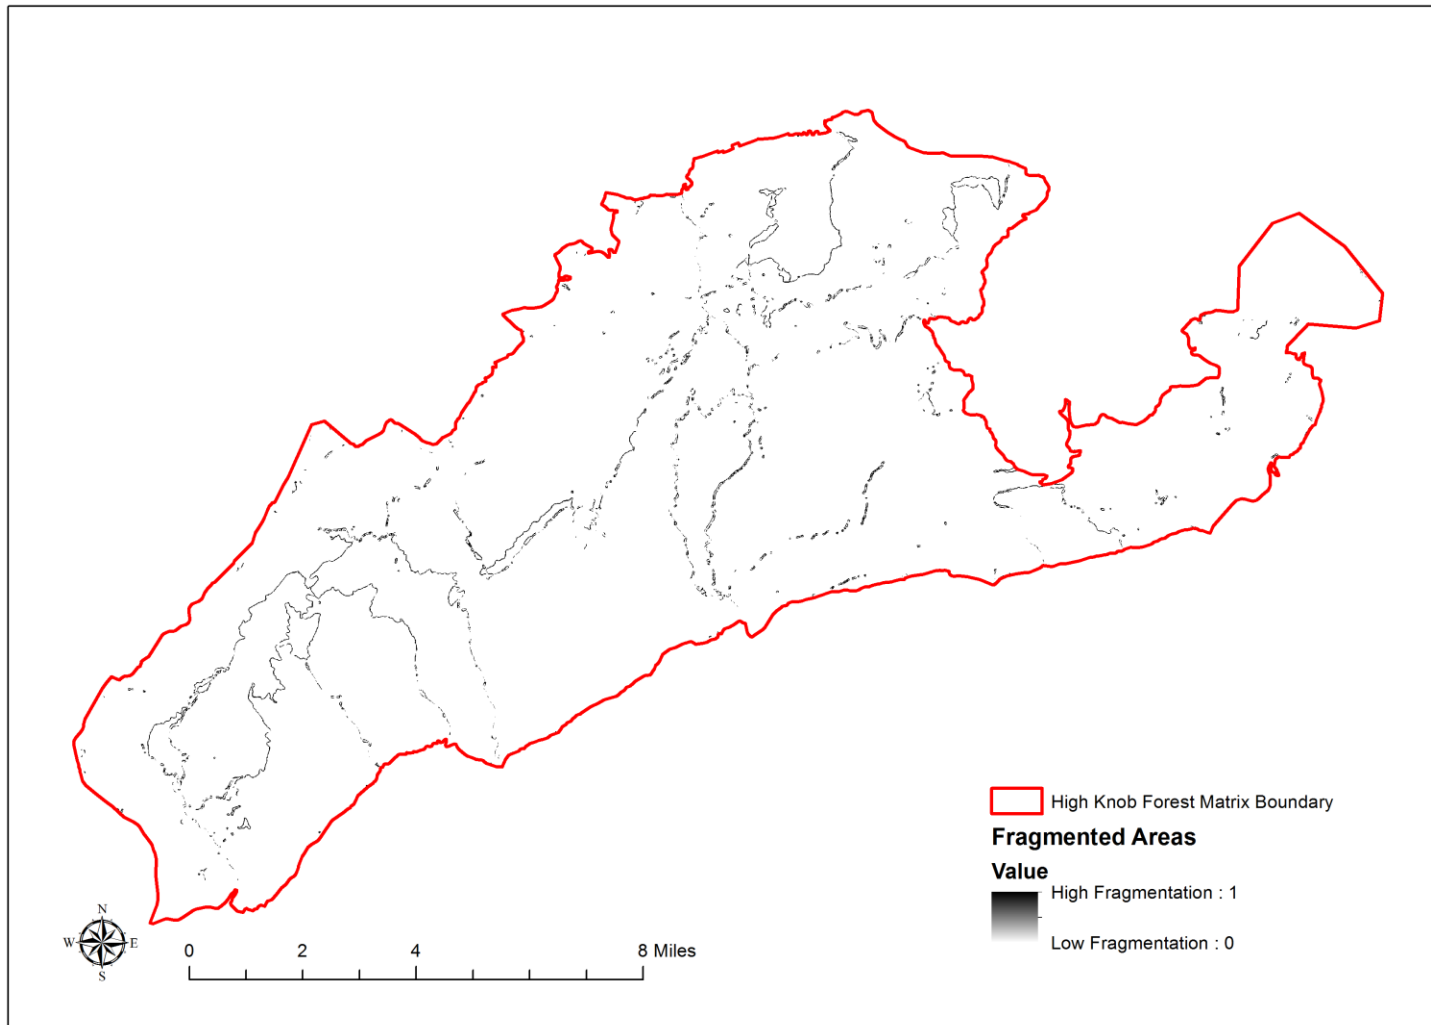 High Knob Forest Matrix Boundary
Fragmented Areas
Value
High Fragmentation : 1
Low Fragmentation : 0
N
W E
S
0 2 4 8 Miles